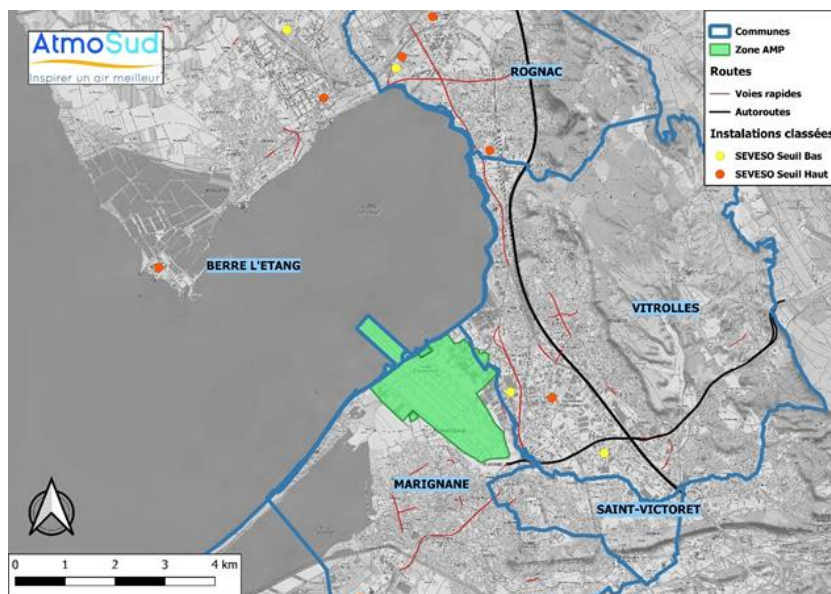 AtmoSud
Inspirer un air meilleur
Communes
Zone AMP
Routes
Voies rapides
Autoroutes
Instalations classées
SEVESO Seuil Bas
SEVESO Seuil Haut
ROGNAC
BERRE L'ETANG
VITROLLES
MARIGNANE
SAINT-VICTORET
0 1 2 3 4 km